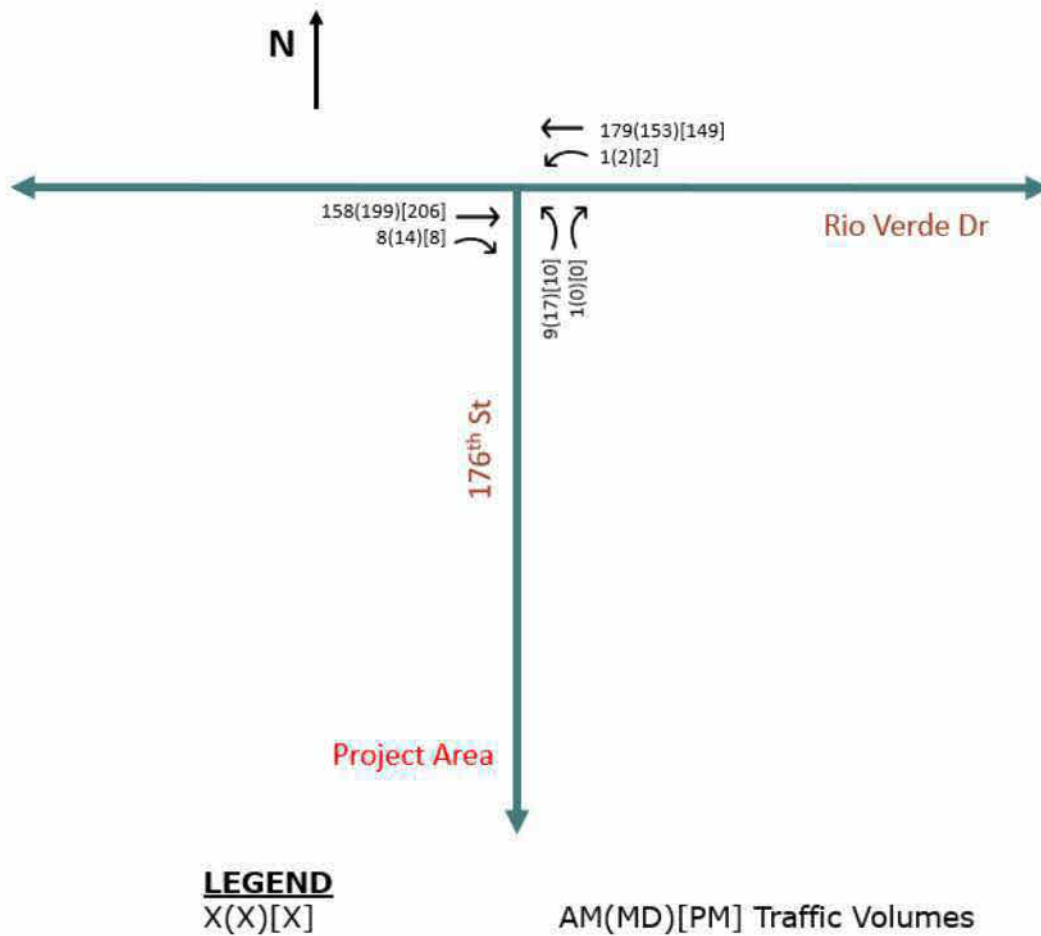 N
179(153)[149]
1(2)[2]
158(199)[206]
8(14)[8]
Rio Verde Dr
9(17)[10]
1(0)[0]
176th St
Project Area
LEGEND
X(X)[X]
AM(MD)[PM] Traffic Volumes